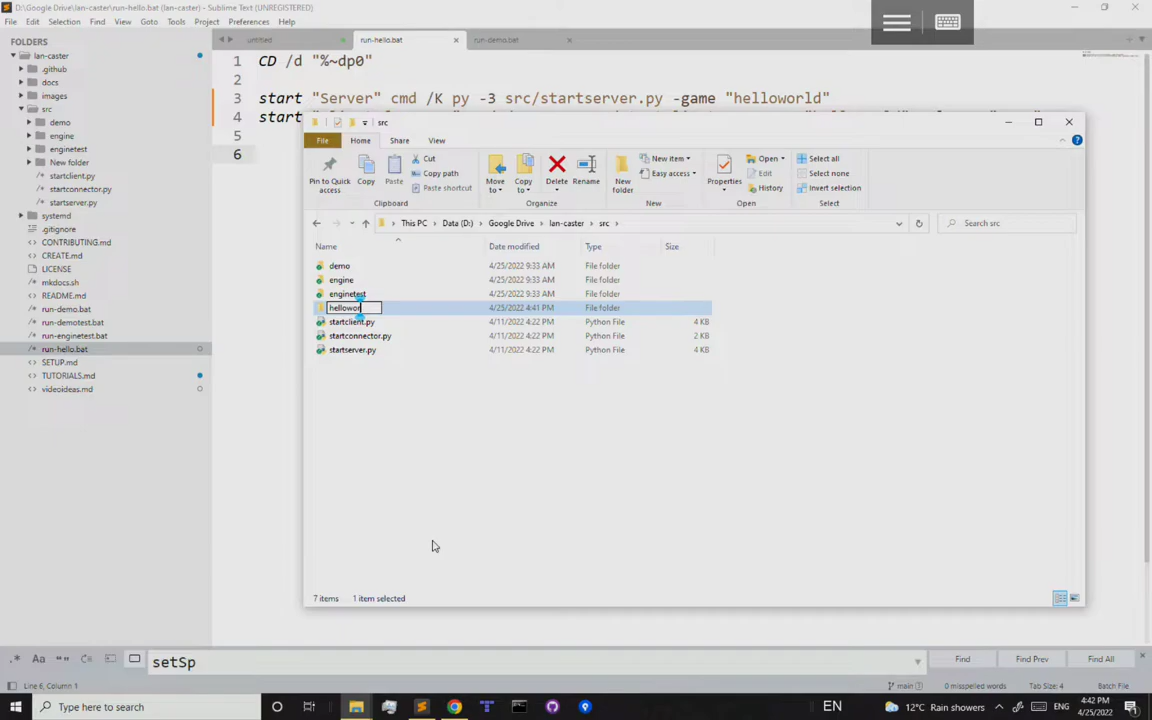 D:\Google Drive\lan-caster\run-hello.bat (lan-caster) - Sublime Text (UNREGISTERED)
File Edit Selection Find View Goto Tools Project Preferences Help
FOLDERS
lan-caster
.github
docs
images
src
demo
engine
enginetest
New folder
startclient.py
startconnector.py
startserver.py
systemd
.gitignore
CONTRIBUTING.md
CREATE.md
LICENSE
mkdocs.sh
README.md
run-demo.bat
run-demotest.bat
run-enginetest.bat
run-hello.bat
SETUP.md
TUTORIALS.md
videoideas.md
untitled
run-hello.bat
run-demo.bat
1 CD /d "%~dp0"
2
3 start "Server" cmd /K py -3 src/startserver.py -game "helloworld"
4 start
5
6
src
File Home Share View
Pin to Quick access
Copy
Paste
Cut
Copy path
Paste shortcut
Clipboard
Move to
Copy to
Delete
Rename
Organize
New folder
New item
Easy access
New
Properties
Open
Edit
History
Open
Select all
Select none
Invert selection
Select
This PC > Data (D:) > Google Drive > lan-caster > src >
Search src
Name Date modified Type Size
demo 4/25/2022 9:33 AM File folder
engine 4/25/2022 9:33 AM File folder
enginetest 4/25/2022 9:33 AM File folder
hellowor 4/25/2022 4:41 PM File folder
startclient.py 4/11/2022 4:22 PM Python File 4 KB
startconnector.py 4/11/2022 4:22 PM Python File 2 KB
startserver.py 4/11/2022 4:22 PM Python File 4 KB
7 items 1 item selected
.* Aa “” setSp Find Find Prev Find All
Line 6, Column 1 main 2 0 misspelled words Tab Size: 4 Batch File
Type here to search
EN
12°C Rain showers
ENG
4:42 PM
4/25/2022
1